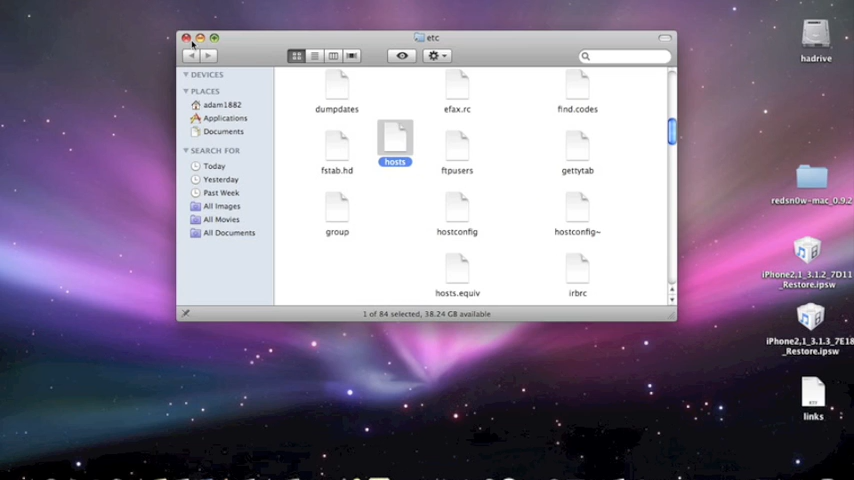 etc
DEVICES
PLACES
adam1882
Applications
Documents
SEARCH FOR
Today
Yesterday
Past Week
All Images
All Movies
All Documents
dumpdates
efax.rc
find.codes
fstab.hd
hosts
ftpusers
gettytab
group
hostconfig
hostconfig~
hosts.equiv
irbrc
1 of 84 selected, 38.24 GB available
hadrive
redsn0w-mac_0.9.2
iPhone2,1_3.1.2_7D11
_Restore.ipsw
iPhone2,1_3.1.3_7E18
_Restore.ipsw
links